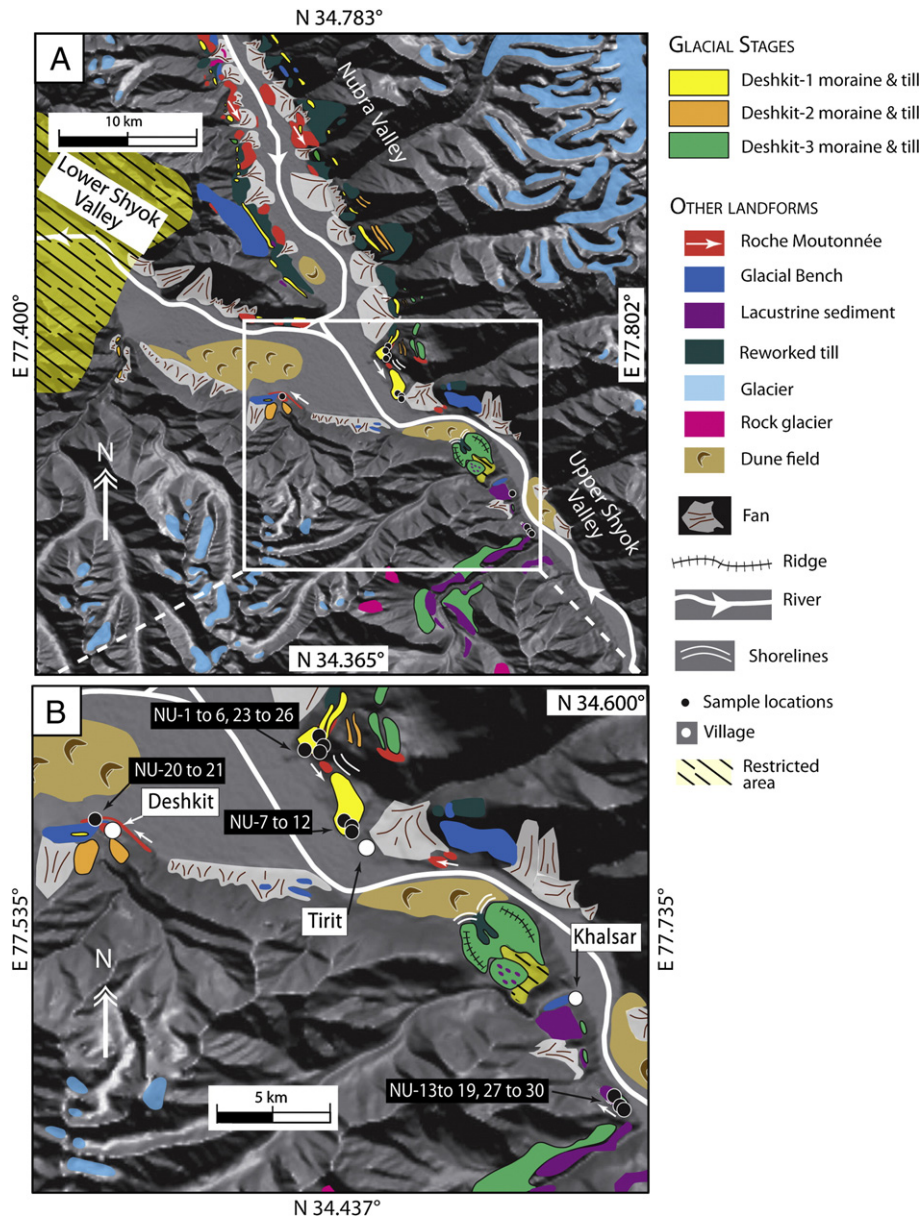 N 34.783°
A
10 km
Nubra Valley
Lower Shyok
Valley
E 77.400°
E 77.802°
N
Upper Shyok
Valley
N 34.365°
GLACIAL STAGES
Deshkit-1 moraine & till
Deshkit-2 moraine & till
Deshkit-3 moraine & till
OTHER LANDFORMS
Roche Moutonnée
Glacial Bench
Lacustrine sediment
Reworked till
Glacier
Rock glacier
Dune field
Fan
Ridge
River
Shorelines
Sample locations
Village
Restricted
area
B
NU-1 to 6, 23 to 26
N 34.600°
NU-20 to 21
Deshkit
NU-7 to 12
Tirit
Khalsar
E 77.535°
E 77.735°
N
5 km
NU-13to 19, 27 to 30
N 34.437°